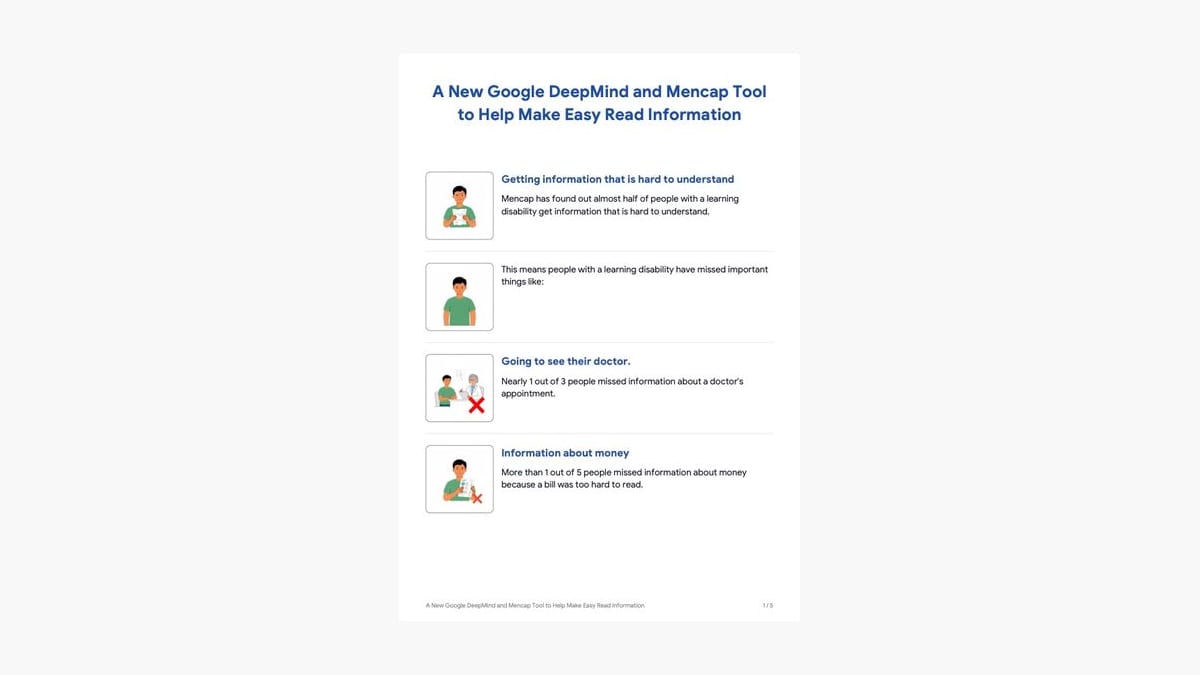 A New Google DeepMind and Mencap Tool
to Help Make Easy Read Information
Getting information that is hard to understand
Mencap has found out almost half of people with a learning
disability get information that is hard to understand.
This means people with a learning disability have missed important
things like:
Going to see their doctor.
Nearly 1 out of 3 people missed information about a doctor's
appointment.
Information about money
More than 1 out of 5 people missed information about money
because a bill was too hard to read.
A New Google DeepMind and Mencap Tool to Help Make Easy Read Information
1 / 5